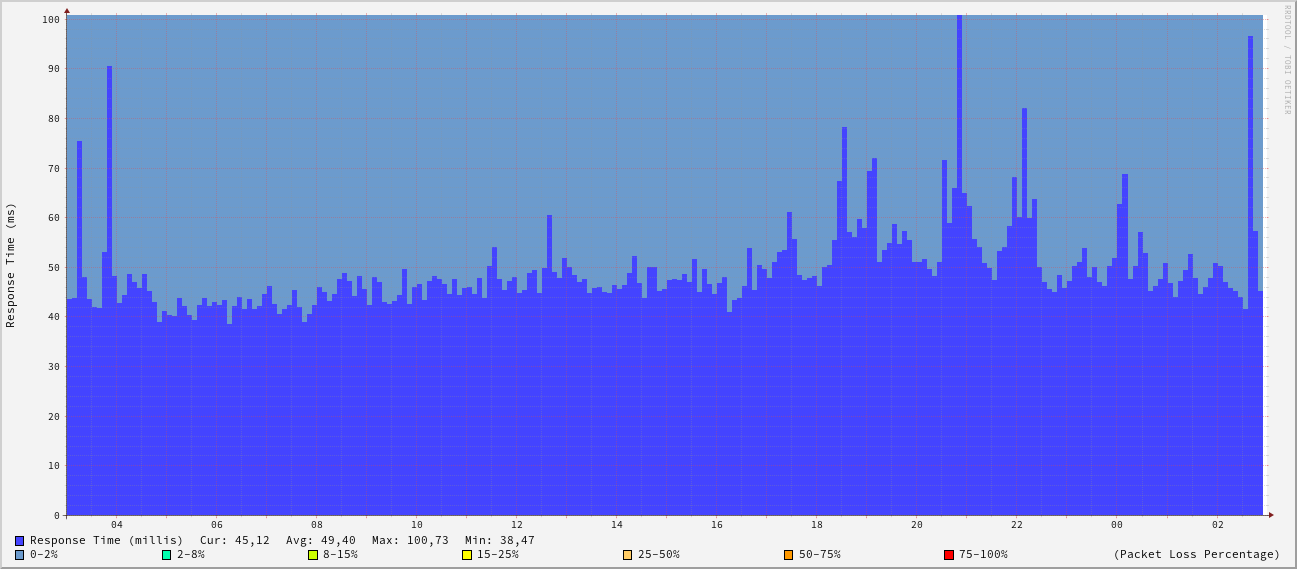 RRDTOOL / TOBI OETIKER
Response Time (ms)
100
90
80
70
60
50
40
30
20
10
0
04 06 08 10 12 14 16 18 20 22 00 02
Response Time (millis) Cur: 45,12 Avg: 49,40 Max: 100,73 Min: 38,47
0-2% 2-8% 8-15% 15-25% 25-50% 50-75% 75-100% (Packet Loss Percentage)